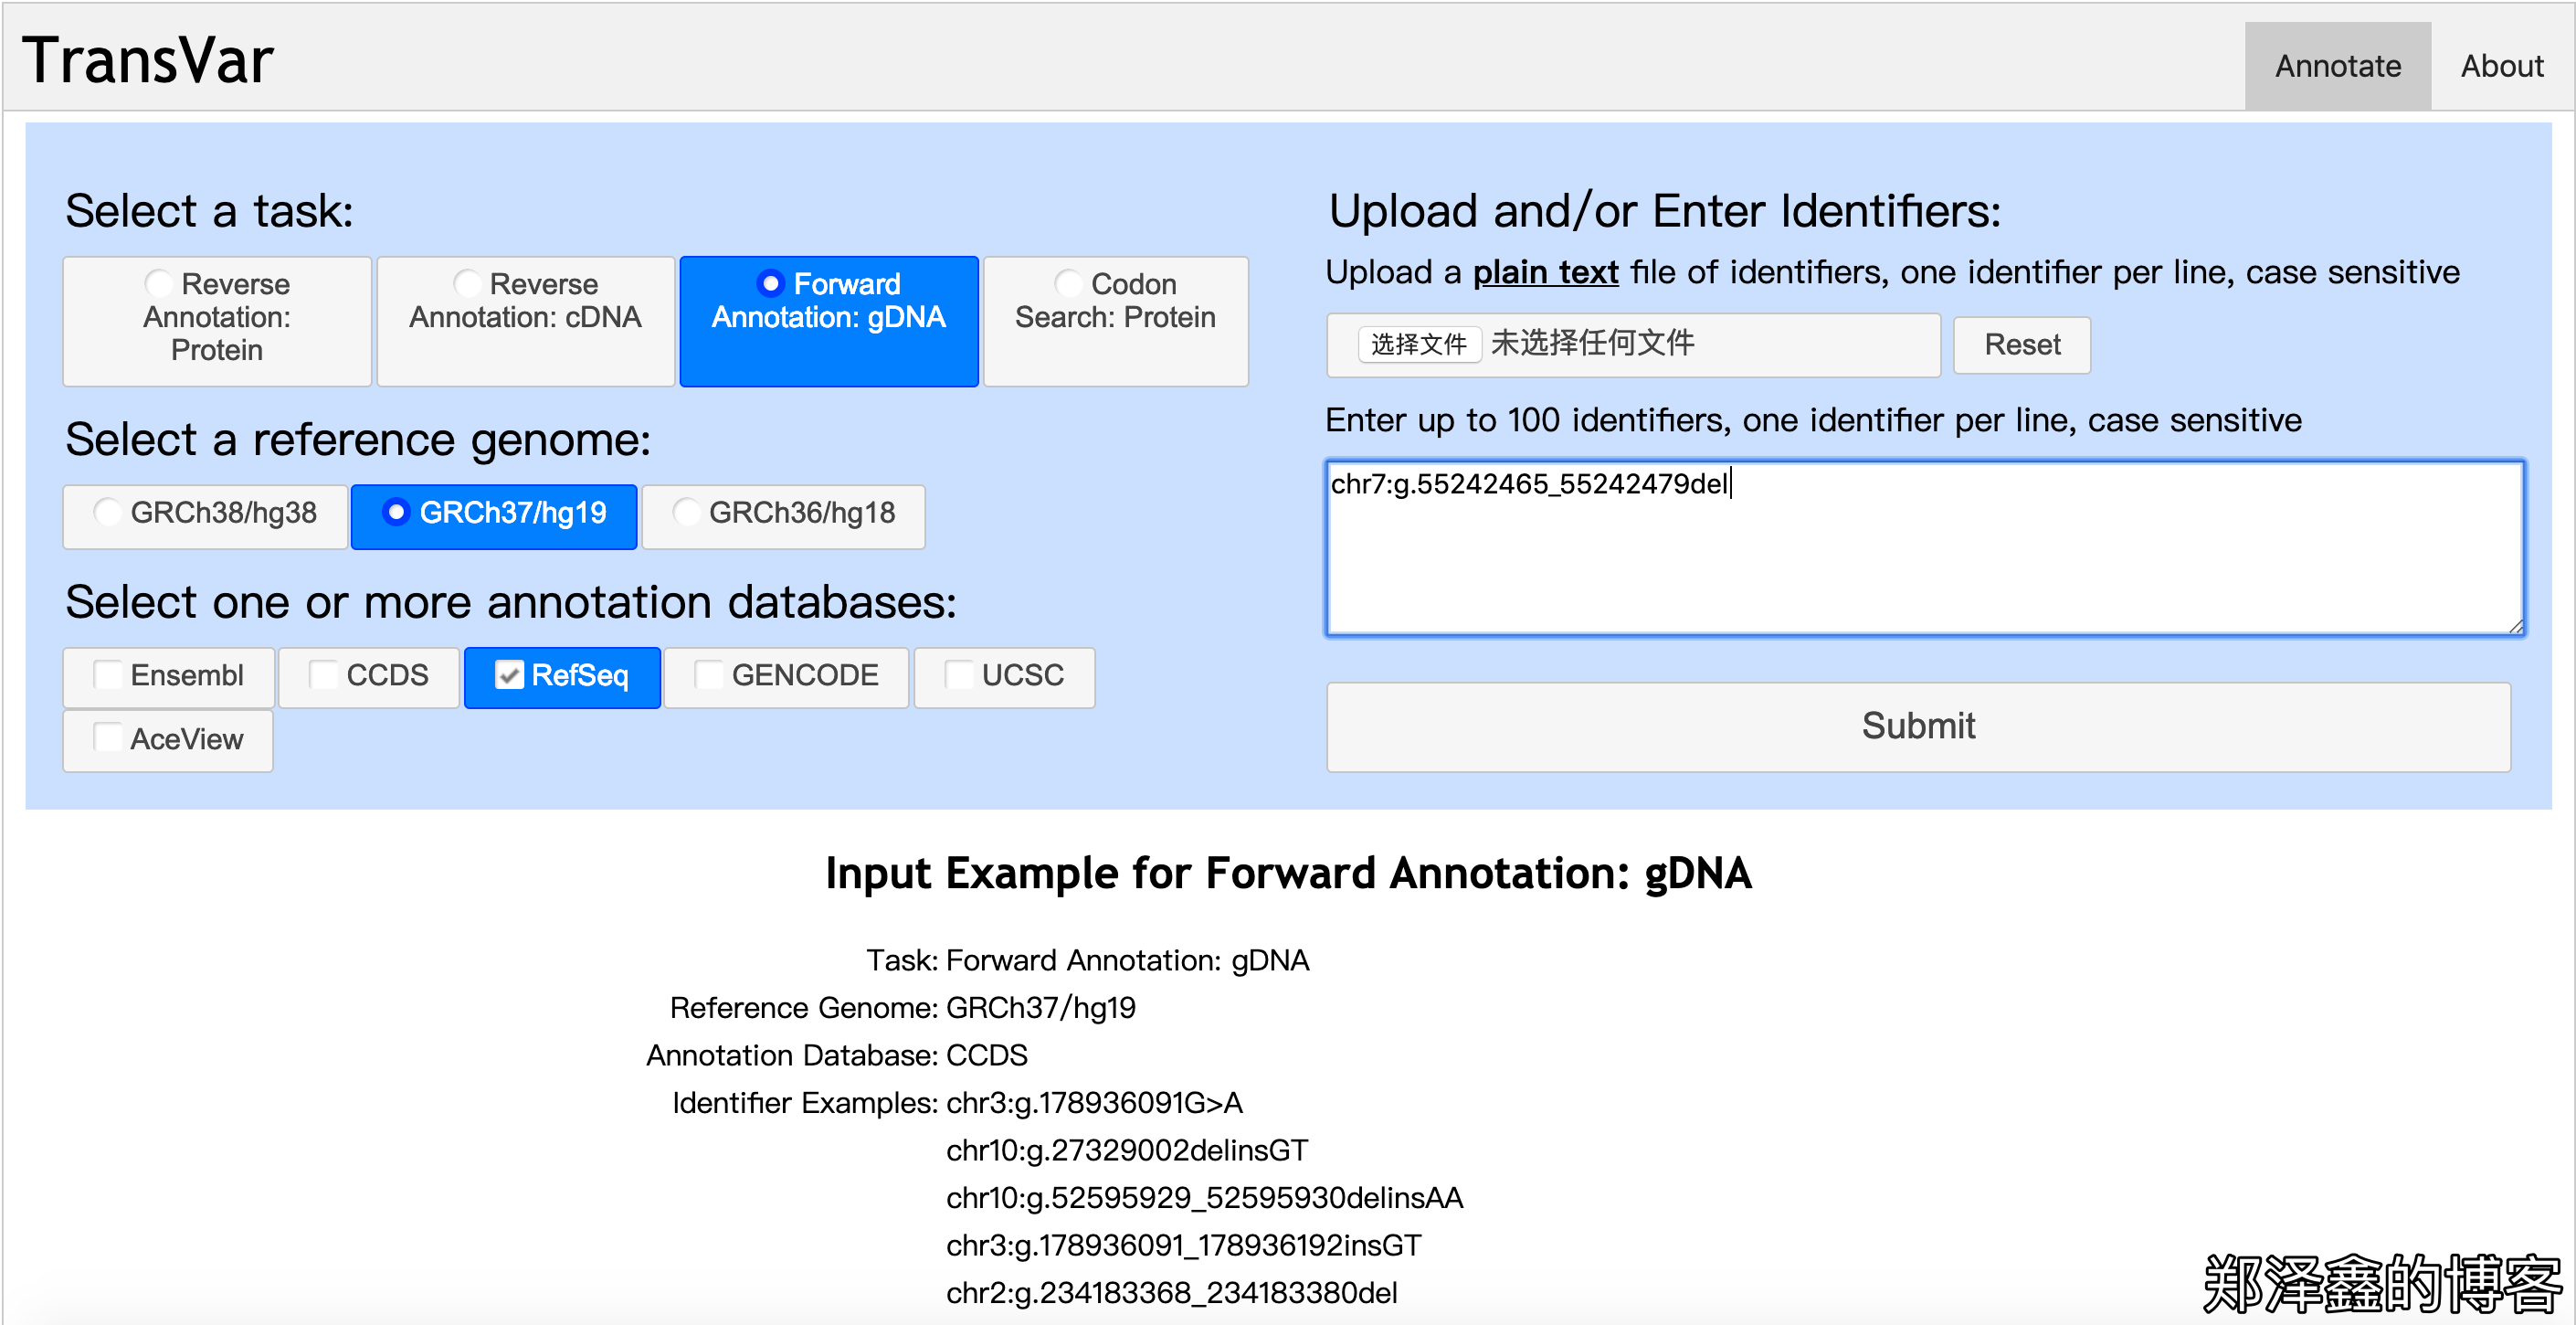 TransVar
Annotate
About
Select a task:
Reverse
Annotation:
Protein
Reverse
Annotation: cDNA
Forward
Annotation: gDNA
Codon
Search: Protein
Select a reference genome:
GRCh38/hg38
GRCh37/hg19
GRCh36/hg18
Select one or more annotation databases:
Ensembl
CCDS
RefSeq
GENCODE
UCSC
AceView
Upload and/or Enter Identifiers:
Upload a plain text file of identifiers, one identifier per line, case sensitive
选择文件 未选择任何文件
Reset
Enter up to 100 identifiers, one identifier per line, case sensitive
chr7:g.55242465_55242479del
Submit
Input Example for Forward Annotation: gDNA
Task: Forward Annotation: gDNA
Reference Genome: GRCh37/hg19
Annotation Database: CCDS
Identifier Examples: chr3:g.178936091G>A
chr10:g.27329002delinsGT
chr10:g.52595929_52595930delinsAA
chr3:g.178936091_178936192insGT
chr2:g.234183368_234183380del
郑泽鑫的博客